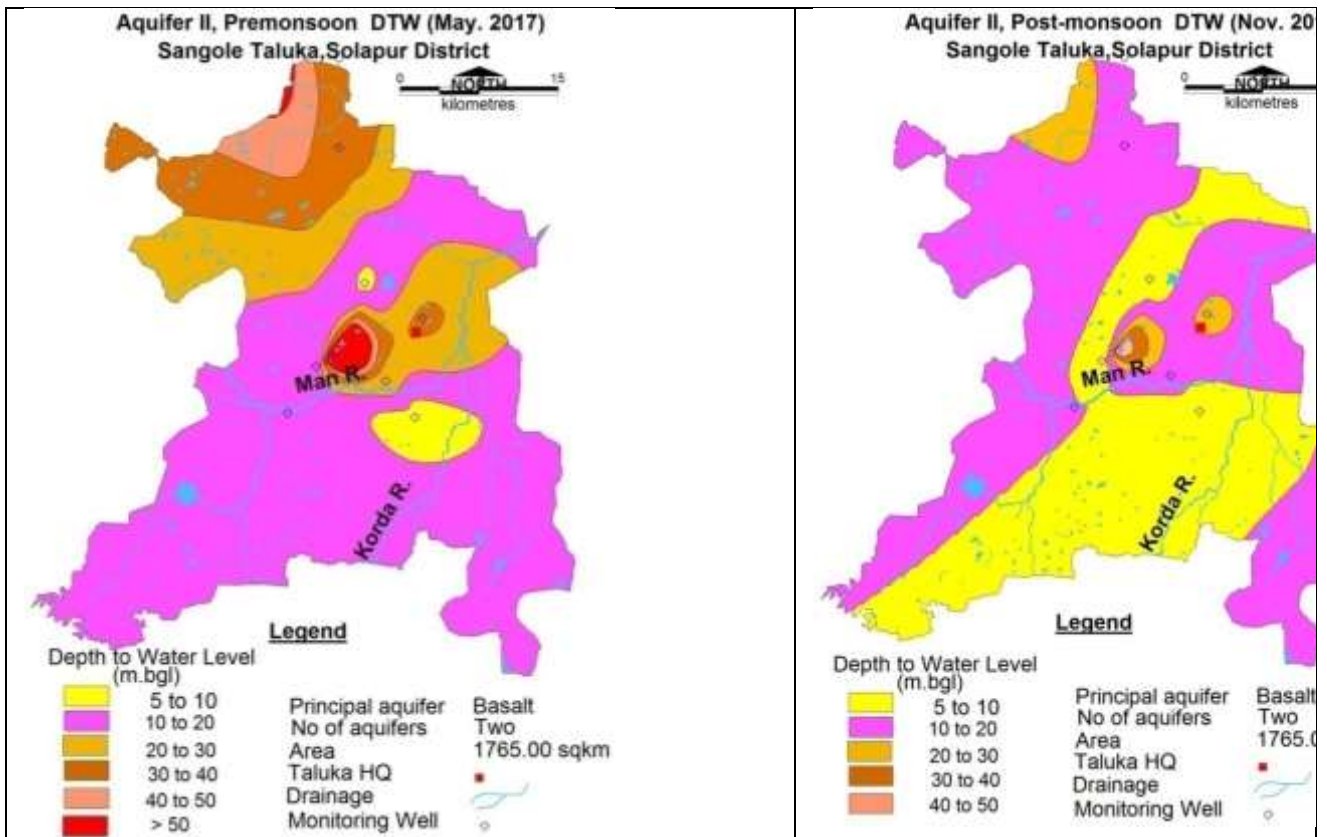 Aquifer II, Premonsoon DTW (May. 2017)
Sangole Taluka,Solapur District
0 15
NORTH
kilometres
Man R.
Korda R.
Legend
Depth to Water Level
(m.bgl)
5 to 10
10 to 20
20 to 30
30 to 40
40 to 50
> 50
Principal aquifer Basalt
No of aquifers Two
Area 1765.00 sqkm
Taluka HQ
Drainage
Monitoring Well
Aquifer II, Post-monsoon DTW (Nov. 20
Sangole Taluka,Solapur District
0
NORTH
kilometres
Man R.
Korda R.
Legend
Depth to Water Level
(m.bgl)
5 to 10
10 to 20
20 to 30
30 to 40
40 to 50
Principal aquifer Basalt
No of aquifers Two
Area 1765.0
Taluka HQ
Drainage
Monitoring Well